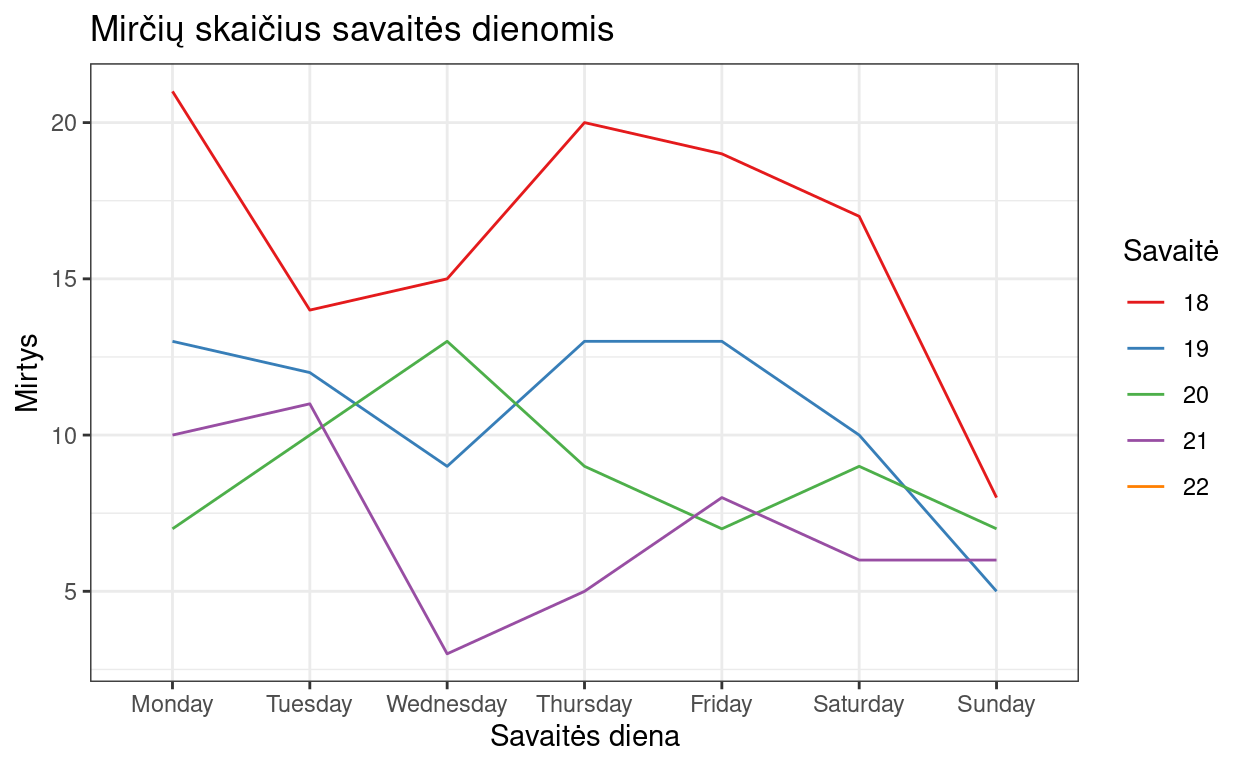 Mirčių skaičius savaitės dienomis
Mirtys
20
15
10
5
Monday Tuesday Wednesday Thursday Friday Saturday Sunday
Savaitės diena
Savaitė
18
19
20
21
22